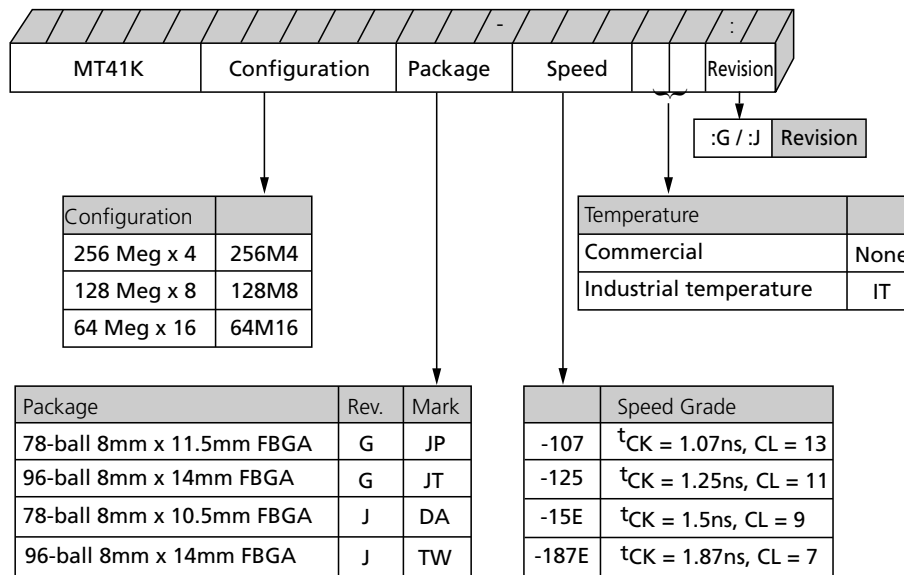 - :
MT41K Configuration Package Speed Revision
:G / :J Revision
Configuration
256 Meg x 4 256M4
128 Meg x 8 128M8
64 Meg x 16 64M16
Temperature
Commercial None
Industrial temperature IT
Package Rev. Mark
78-ball 8mm x 11.5mm FBGA G JP
96-ball 8mm x 14mm FBGA G JT
78-ball 8mm x 10.5mm FBGA J DA
96-ball 8mm x 14mm FBGA J TW
Speed Grade
-107 tCK = 1.07ns, CL = 13
-125 tCK = 1.25ns, CL = 11
-15E tCK = 1.5ns, CL = 9
-187E tCK = 1.87ns, CL = 7